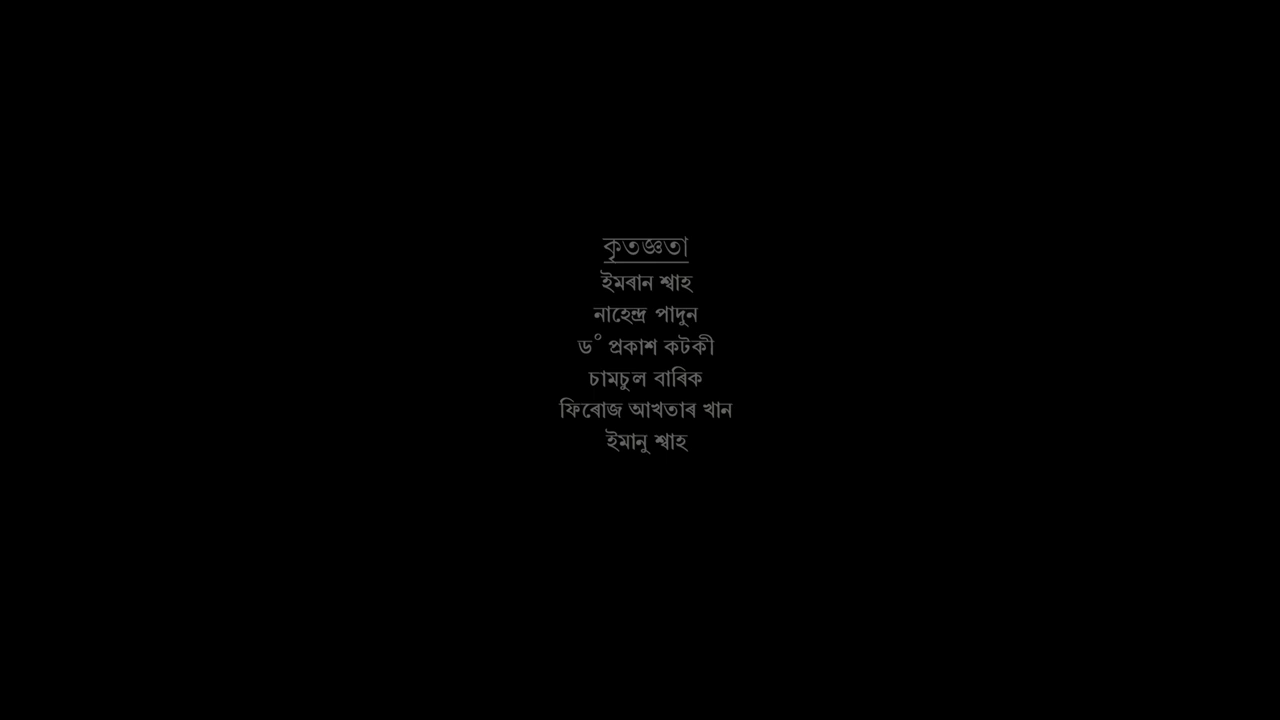 কৃতজ্ঞতা
ইমৰান শ্বাহ
নাহেন্দ্ৰ পাদুন
ড° প্ৰকাশ কটকী
চামচুল বাৰিক
ফিৰোজ আখতাৰ খান
ইমানু শ্বাহ